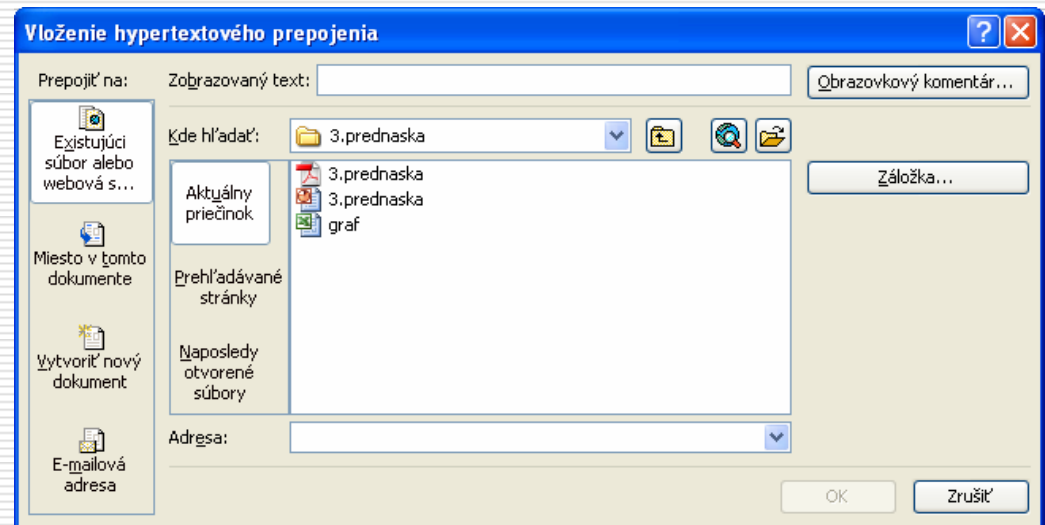 Vloženie hypertextového prepojenia
Prepojiť na:
Zobrazovaný text:
Obrazovkový komentár...
Existujúci
súbor alebo
webová s...
Kde hľadať:
3.prednaska
Aktuálny
priečinok
3.prednaska
3.prednaska
graf
Záložka...
Miesto v tomto
dokumente
Prehľadávané
stránky
Vytvoriť nový
dokument
Naposledy
otvorené
súbory
E-mailová
adresa
Adresa:
OK
Zrušiť